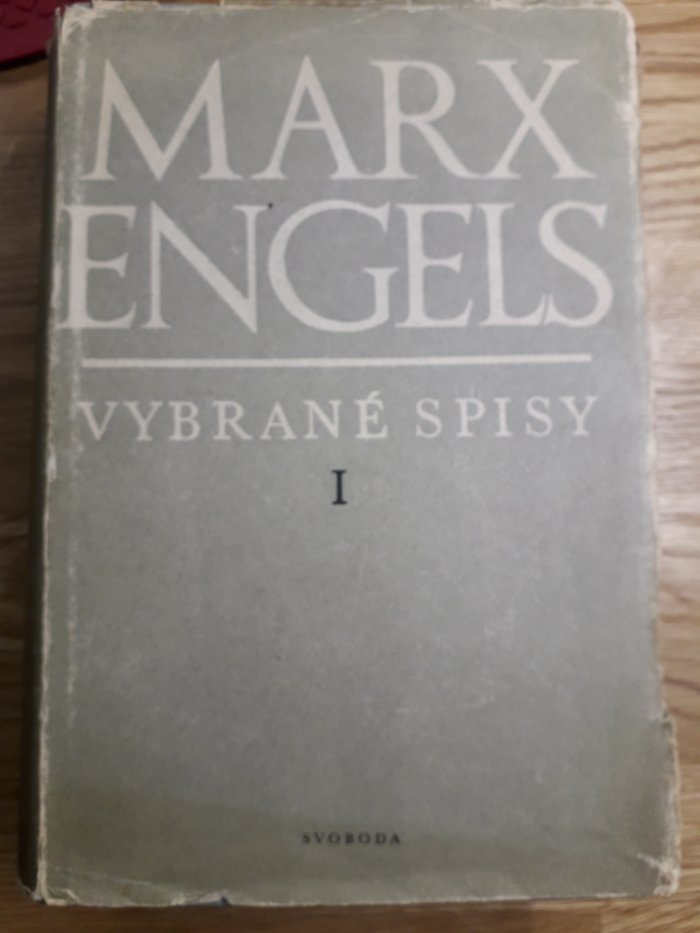 MARX
ENGELS
VYBRANÉ SPISY
I
SVOBODA